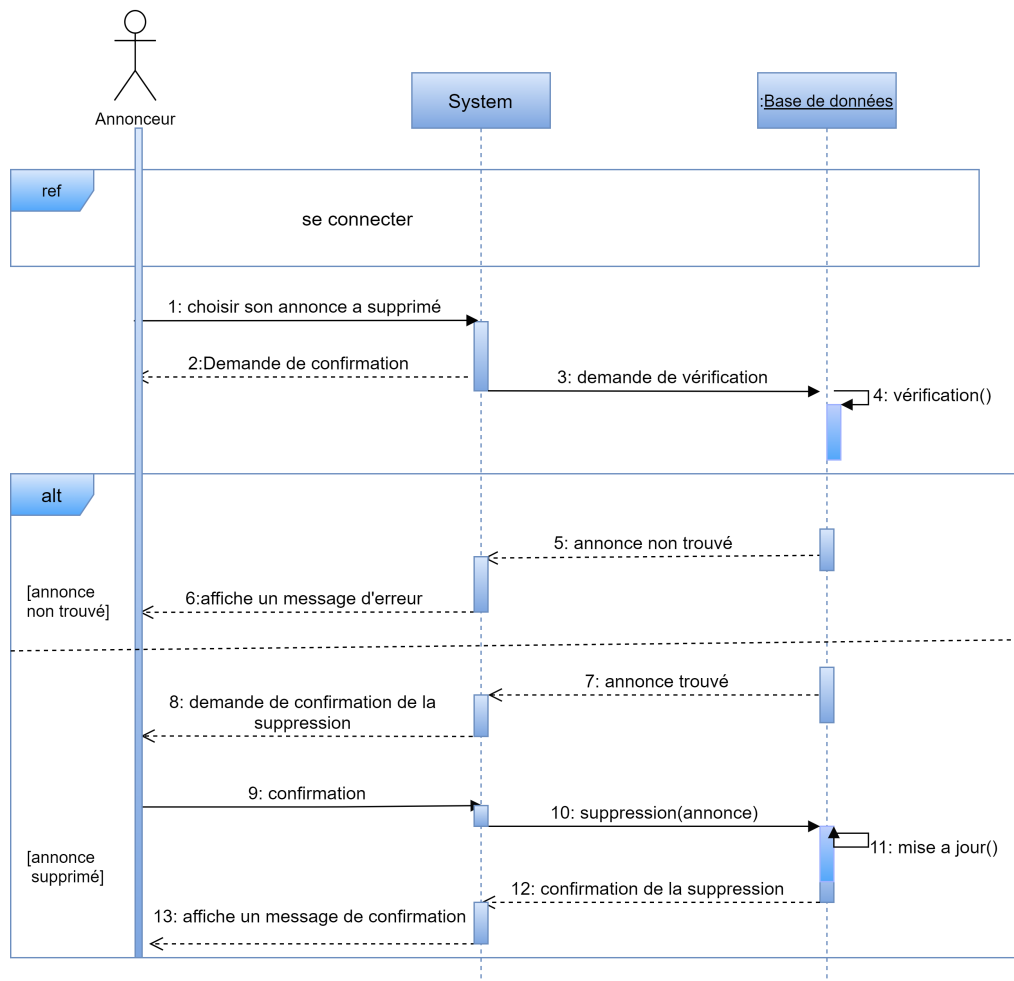 Annonceur
System
:Base de données
ref
se connecter
1: choisir son annonce a supprimé
2:Demande de confirmation
3: demande de vérification
4: vérification()
alt
5: annonce non trouvé
[annonce
non trouvé]
6:affiche un message d'erreur
7: annonce trouvé
8: demande de confirmation de la
suppression
9: confirmation
10: suppression(annonce)
11: mise a jour()
[annonce
supprimé]
12: confirmation de la suppression
13: affiche un message de confirmation